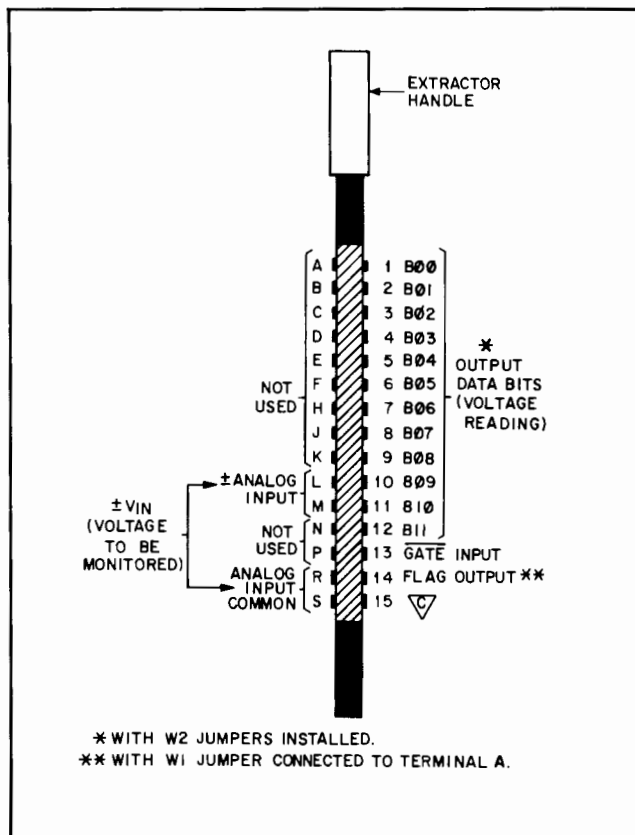 EXTRACTOR
HANDLE
A 1 BØØ
B 2 BØ1
C 3 BØ2
D 4 BØ3
E 5 BØ4
F 6 BØ5
H 7 BØ6
J 8 BØ7
K 9 BØ8
L 10 BØ9
M 11 B1Ø
N 12 B11
P 13 GATE INPUT
R 14 FLAG OUTPUT **
S 15 C
NOT
USED
± ANALOG
INPUT
NOT
USED
ANALOG
INPUT
COMMON
± VIN
(VOLTAGE
TO BE
MONITORED)
*
OUTPUT
DATA BITS
(VOLTAGE
READING)
* WITH W2 JUMPERS INSTALLED.
** WITH W1 JUMPER CONNECTED TO TERMINAL A.